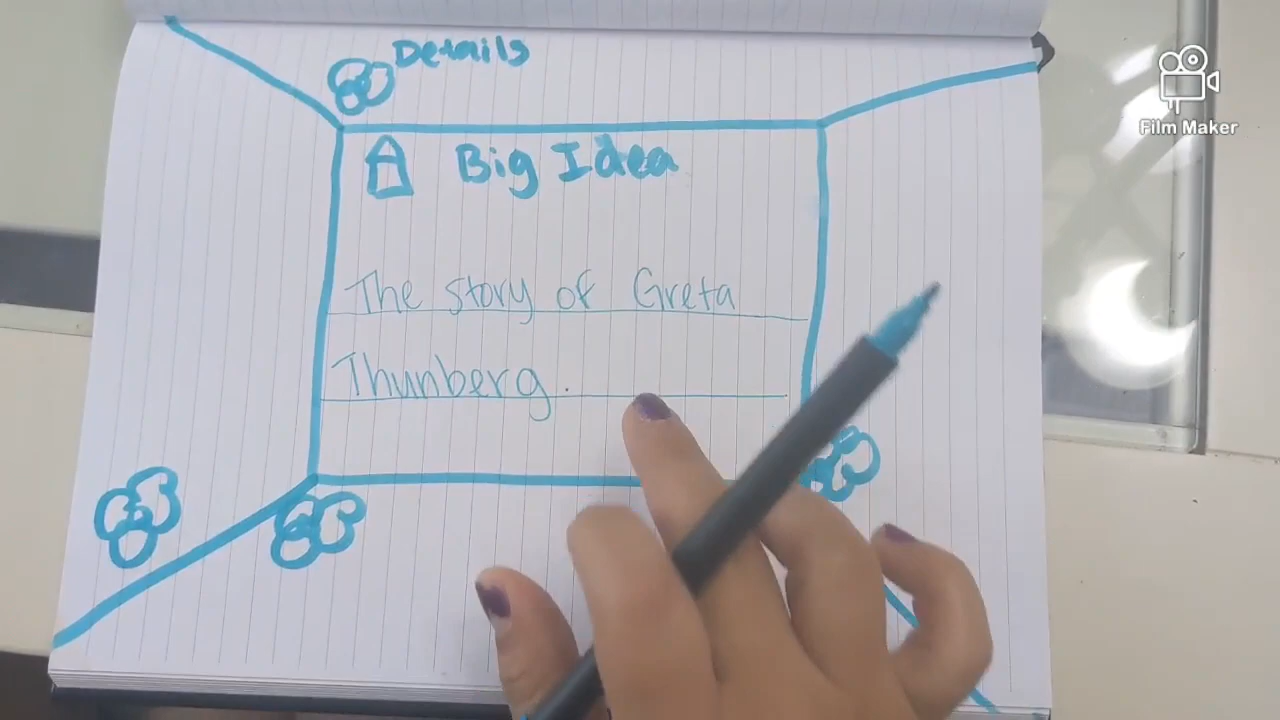 Details
Big Idea
The story of Greta
Thunberg.
Film Maker